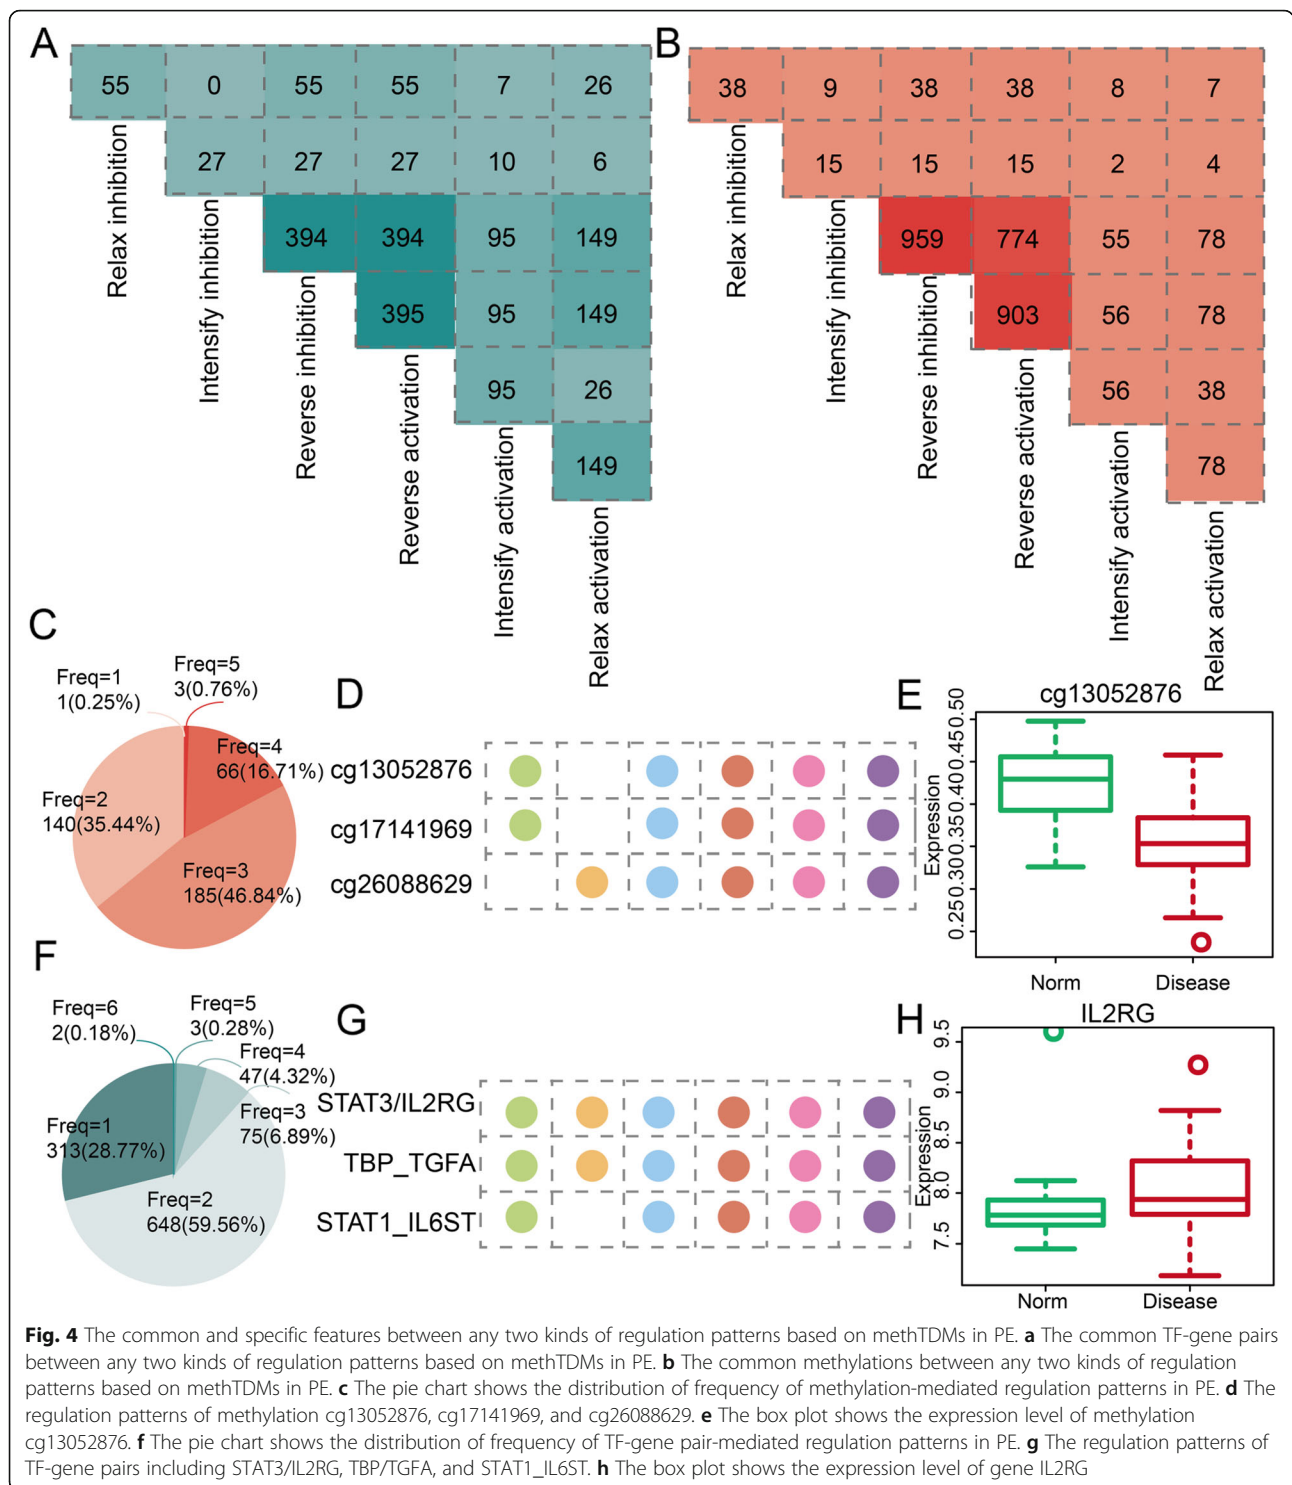 A
55 0 55 55 7 26
27 27 27 10 6
394 394 95 149
395 95 149
95 26
149
Relax inhibition
Intensify inhibition
Reverse inhibition
Reverse activation
Intensify activation
Relax activation
B
38 9 38 38 8 7
15 15 15 2 4
959 774 55 78
903 56 78
56 38
78
Relax inhibition
Intensify inhibition
Reverse inhibition
Reverse activation
Intensify activation
Relax activation
C
Freq=1
1(0.25%)
Freq=5
3(0.76%)
Freq=4
66(16.71%)
Freq=2
140(35.44%)
Freq=3
185(46.84%)
D
cg13052876
cg17141969
cg26088629
E
cg13052876
Expression
0.250.300.350.400.450.50
Norm Disease
F
Freq=6
2(0.18%)
Freq=5
3(0.28%)
Freq=4
47(4.32%)
Freq=3
75(6.89%)
Freq=1
313(28.77%)
Freq=2
648(59.56%)
G
STAT3/IL2RG
TBP_TGFA
STAT1_IL6ST
H
IL2RG
Expression
7.5 8.0 8.5 9.0 9.5
Norm Disease
Fig. 4 The common and specific features between any two kinds of regulation patterns based on methTDMs in PE. a The common TF-gene pairs
between any two kinds of regulation patterns based on methTDMs in PE. b The common methylations between any two kinds of regulation
patterns based on methTDMs in PE. c The pie chart shows the distribution of frequency of methylation-mediated regulation patterns in PE. d The
regulation patterns of methylation cg13052876, cg17141969, and cg26088629. e The box plot shows the expression level of methylation
cg13052876. f The pie chart shows the distribution of frequency of TF-gene pair-mediated regulation patterns in PE. g The regulation patterns of
TF-gene pairs including STAT3/IL2RG, TBP/TGFA, and STAT1_IL6ST. h The box plot shows the expression level of gene IL2RG